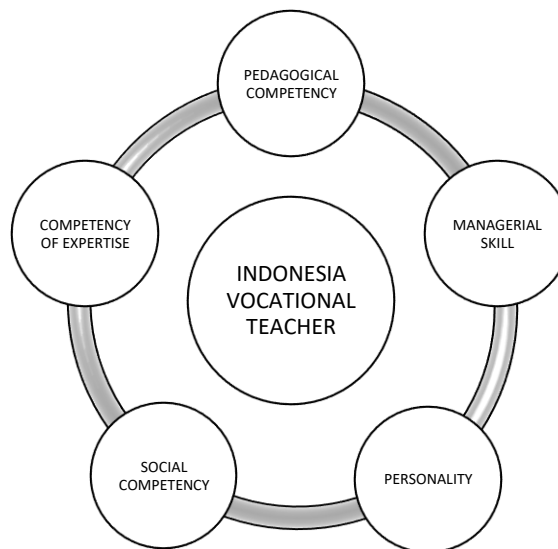 PEDAGOGICAL
COMPETENCY
COMPETENCY
OF EXPERTISE
MANAGERIAL
SKILL
INDONESIA
VOCATIONAL
TEACHER
SOCIAL
COMPETENCY
PERSONALITY